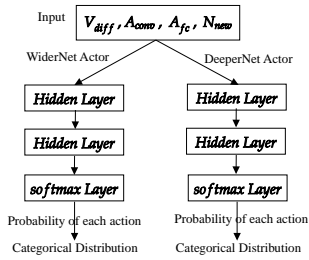 Input
V_diff , A_conv , A_fc , N_new
WiderNet Actor
DeeperNet Actor
Hidden Layer
Hidden Layer
Hidden Layer
Hidden Layer
softmax Layer
softmax Layer
Probability of each action
Probability of each action
Categorical Distribution
Categorical Distribution